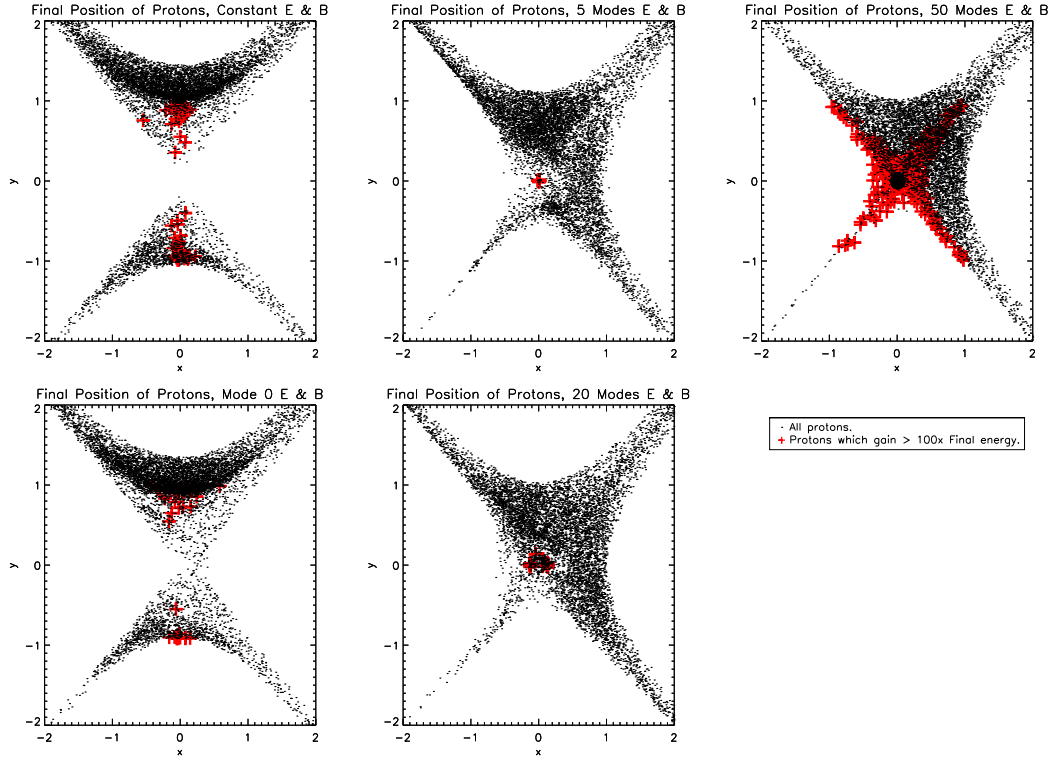 Final Position of Protons, Constant E & B
Final Position of Protons, 5 Modes E & B
Final Position of Protons, 50 Modes E & B
2
1
0
-1
-2
y
-2 -1 0 1 2
x
2
1
0
-1
-2
y
-2 -1 0 1 2
x
2
1
0
-1
-2
y
-2 -1 0 1 2
x
Final Position of Protons, Mode 0 E & B
Final Position of Protons, 20 Modes E & B
2
1
0
-1
-2
y
-2 -1 0 1 2
x
2
1
0
-1
-2
y
-2 -1 0 1 2
x
All protons.
Protons which gain > 100x Final energy.